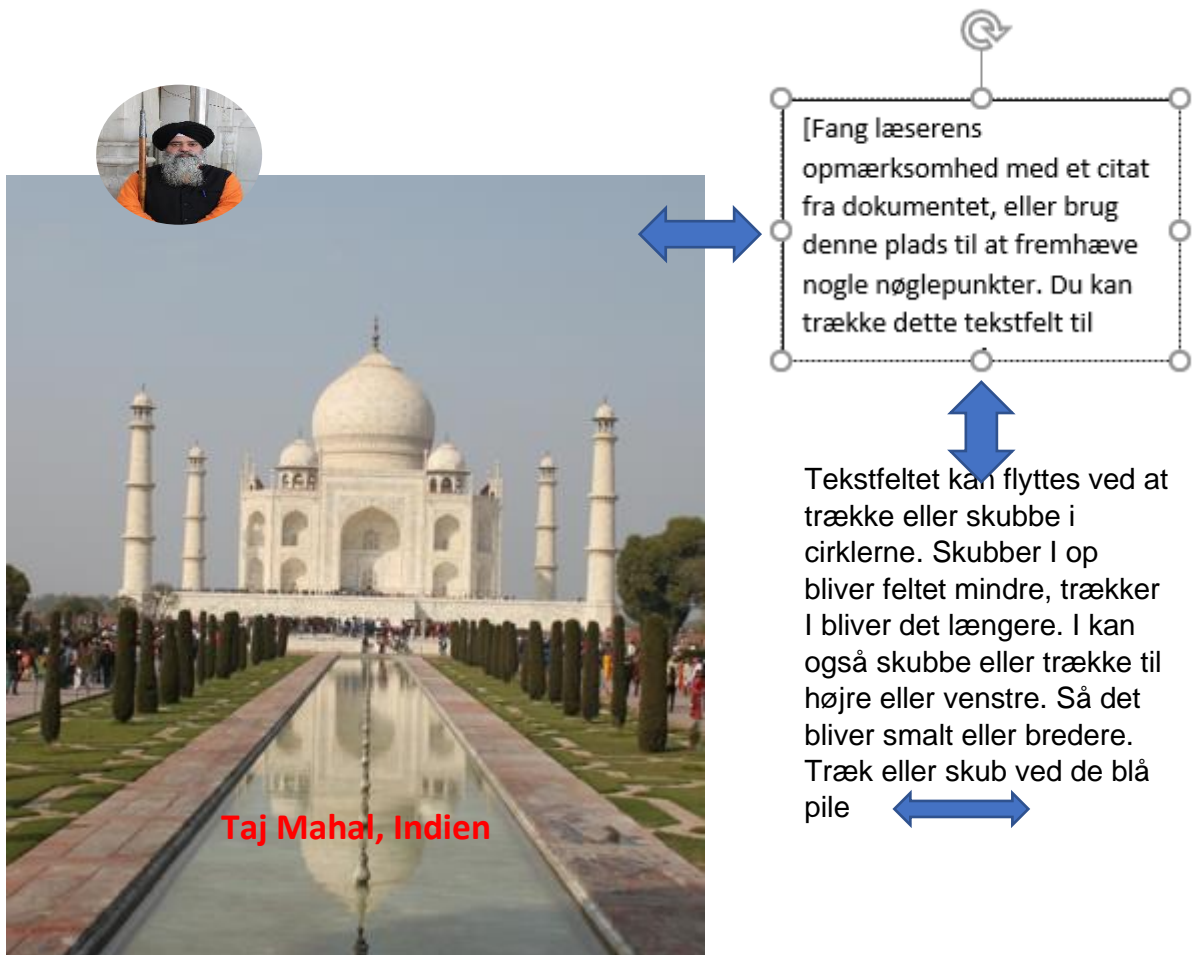 [Fang læserens
opmærksomhed med et citat
fra dokumentet, eller brug
denne plads til at fremhæve
nogle nøglepunkter. Du kan
trække dette tekstfelt til
Tekstfeltet kan flyttes ved at
trække eller skubbe i
cirklerne. Skubber I op
bliver feltet mindre, trækker
I bliver det længere. I kan
også skubbe eller trække til
højre eller venstre. Så det
bliver smalt eller bredere.
Træk eller skub ved de blå
pile
Taj Mahal, Indien